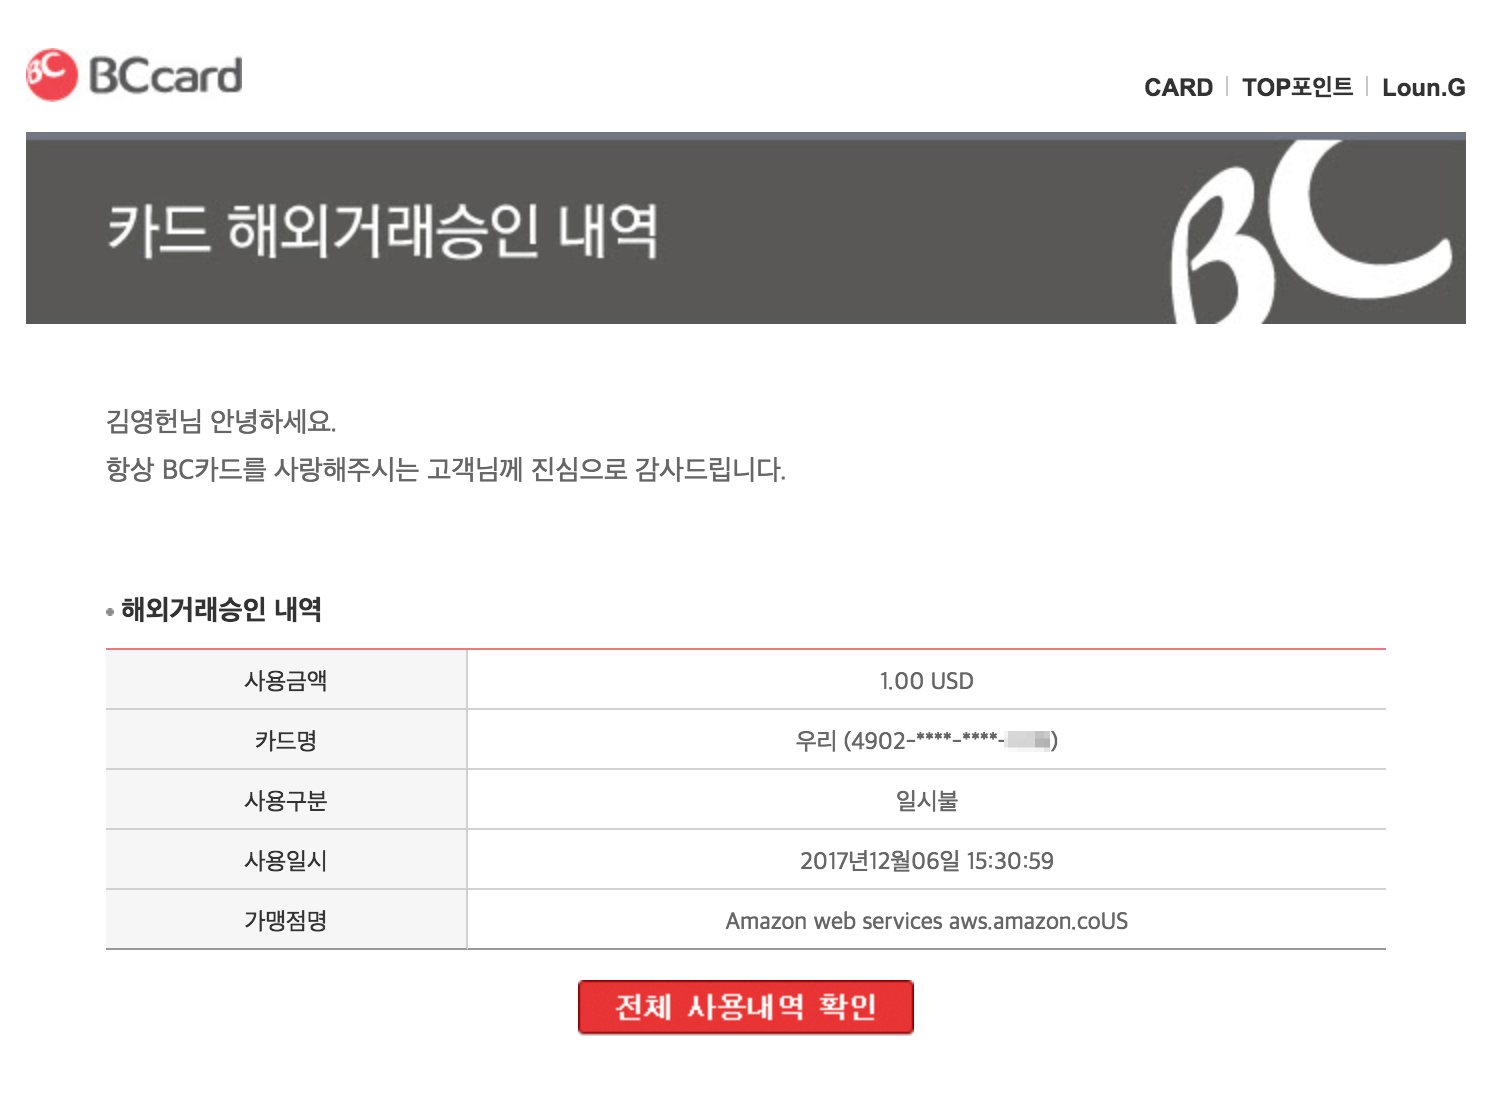 BC BCcard
CARD TOP포인트 Loun.G
카드 해외거래승인 내역
BC
김영헌님 안녕하세요.
항상 BC카드를 사랑해주시는 고객님께 진심으로 감사드립니다.
해외거래승인 내역
사용금액 1.00 USD
카드명 우리 (4902-****-****-)
사용구분 일시불
사용일시 2017년12월06일 15:30:59
가맹점명 Amazon web services aws.amazon.coUS
전체 사용내역 확인